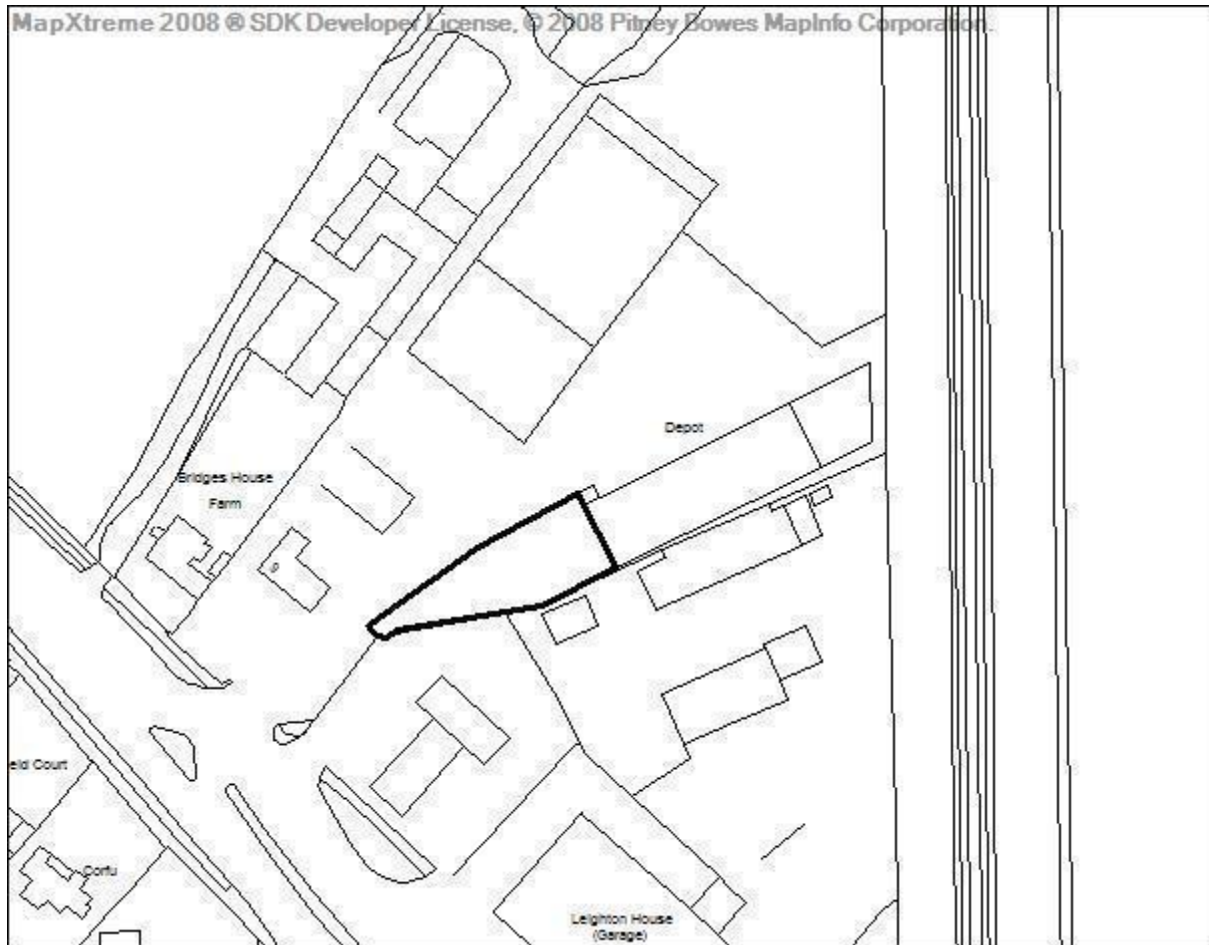 MapXtreme 2008 ® SDK Developer License, © 2008 Pitney Bowes MapInfo Corporation.
Depot
Bridges House
Farm
9
eld Court
Corfu
Leighton House
(Garage)